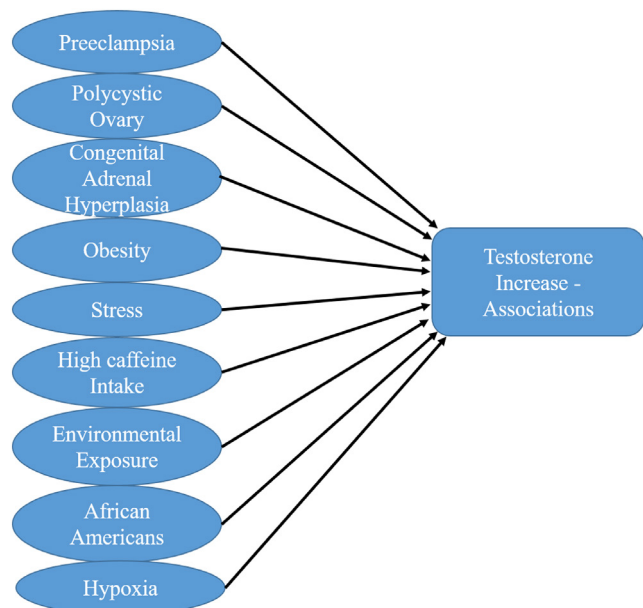 Preeclampsia
Polycystic
Ovary
Congenital
Adrenal
Hyperplasia
Obesity
Stress
High caffeine
Intake
Environmental
Exposure
African
Americans
Hypoxia
Testosterone
Increase -
Associations